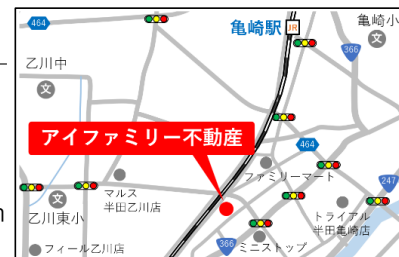 464
亀崎駅
JR
亀崎小
文
366
乙川中
文
464
アイファミリー不動産
ファミリーマート
247
マルス
半田乙川店
文
乙川東小
トライアル
半田亀崎店
フィール乙川店
366
ミニストップ